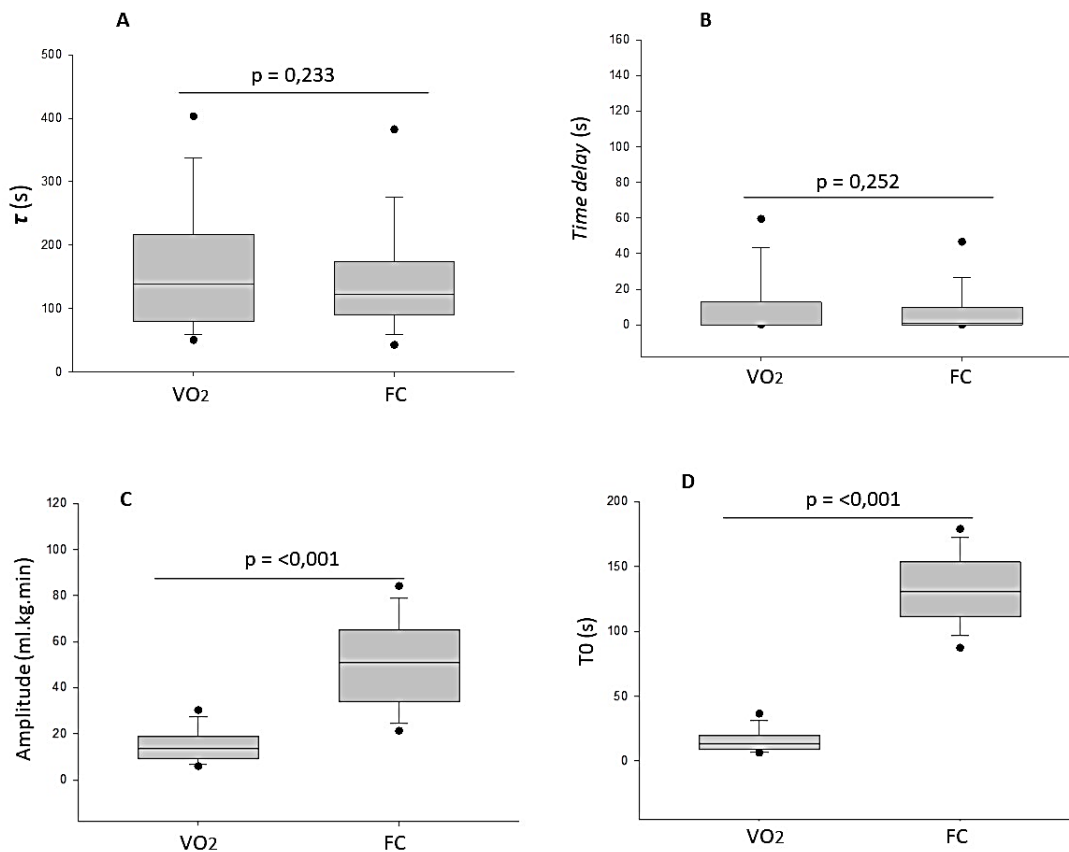 A
p = 0,233
500
400
300
200
100
0
τ (s)
VO2
FC
B
p = 0,252
160
140
120
100
80
60
40
20
0
Time delay (s)
VO2
FC
C
p = <0,001
120
100
80
60
40
20
0
Amplitude (ml.kg.min)
VO2
FC
D
p = <0,001
200
150
100
50
0
T0 (s)
VO2
FC